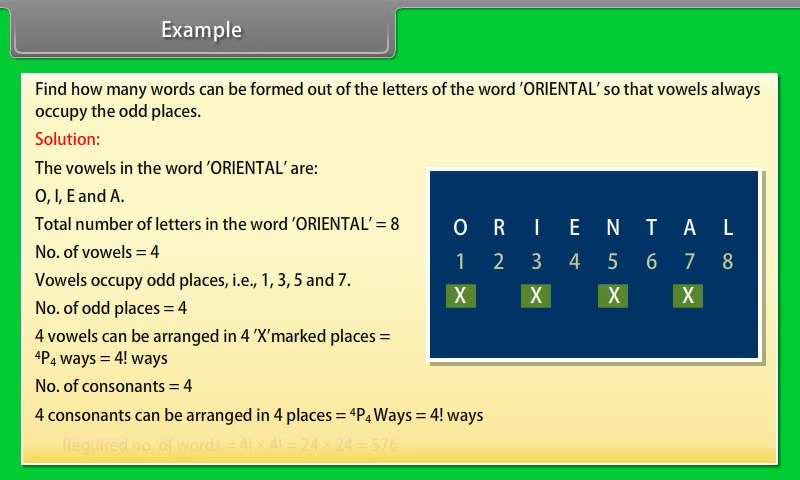 Example
Find how many words can be formed out of the letters of the word 'ORIENTAL' so that vowels always
occupy the odd places.
Solution:
The vowels in the word 'ORIENTAL' are:
O, I, E and A.
Total number of letters in the word 'ORIENTAL' = 8
No. of vowels = 4
Vowels occupy odd places, i.e., 1, 3, 5 and 7.
No. of odd places = 4
4 vowels can be arranged in 4 'X'marked places =
⁴P₄ ways = 4! ways
No. of consonants = 4
4 consonants can be arranged in 4 places = ⁴P₄ Ways = 4! ways
Required no. of words = 4! × 4! = 24 × 24 = 576
O R I E N T A L
1 2 3 4 5 6 7 8
X X X X